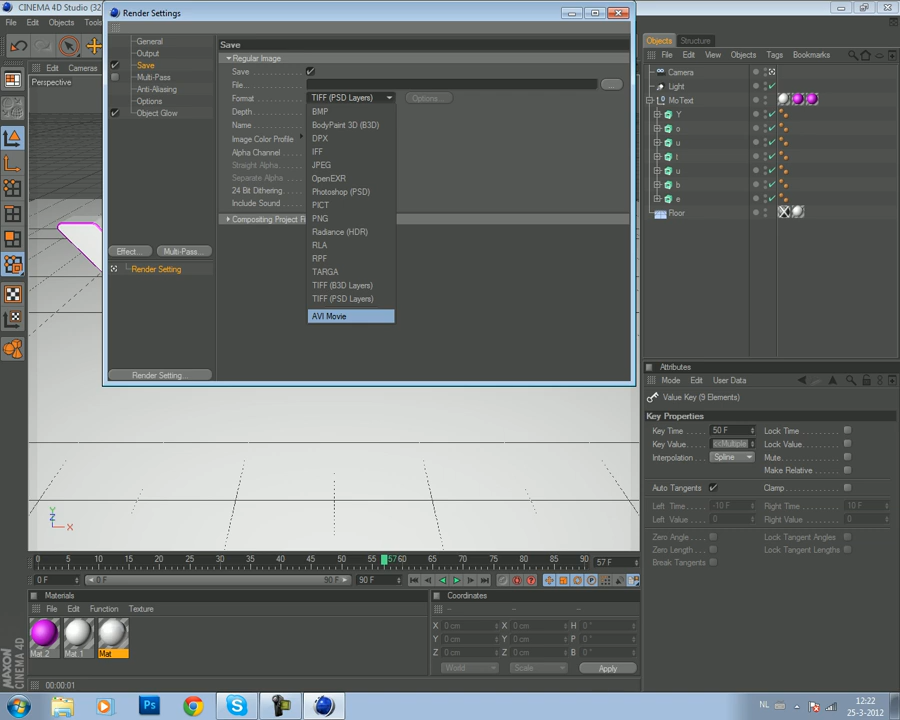 CINEMA 4D Studio (32
File Edit Objects Tools
Edit Cameras
Perspective
Render Settings
General
Output
Save
Multi-Pass
Anti-Aliasing
Options
Object Glow
Effect... Multi-Pass...
Render Setting
Render Setting...
Save
Regular Image
Save
File...
Format TIFF (PSD Layers) Options...
Depth
Name
Image Color Profile
Alpha Channel
Straight Alpha
Separate Alpha
24 Bit Dithering
Include Sound
Compositing Project
BMP
BodyPaint 3D (B3D)
DPX
IFF
JPEG
OpenEXR
Photoshop (PSD)
PICT
PNG
Radiance (HDR)
RLA
RPF
TARGA
TIFF (B3D Layers)
TIFF (PSD Layers)
AVI Movie
Objects Structure
File Edit View Objects Tags Bookmarks
Camera
Light
MoText
Y
o
u
t
u
b
e
Floor
Attributes
Mode Edit User Data
Value Key (9 Elements)
Key Properties
Key Time 50 F Lock Time
Key Value <<Multiple Lock Value
Interpolation Spline Mute
Make Relative
Auto Tangents Clamp
Left Time -10 F Right Time 10 F
Left Value 0 Right Value 0
Zero Angle Lock Tangent Angles
Zero Length Lock Tangent Lengths
Break Tangents
Y
Z
X
0 5 10 15 20 25 30 35 40 45 50 55 57 60 65 70 75 80 85 90 57 F
0 F 0 F 90 F 90 F
Materials
File Edit Function Texture
Mat 2 Mat 1 Mat
Coordinates
X 0 cm X 0 cm H 0 °
Y 0 cm Y 0 cm P 0 °
Z 0 cm Z 0 cm B 0 °
World Scale Apply
MAXON CINEMA 4D
00:00:01
Ps
NL
12:22
25-3-2012